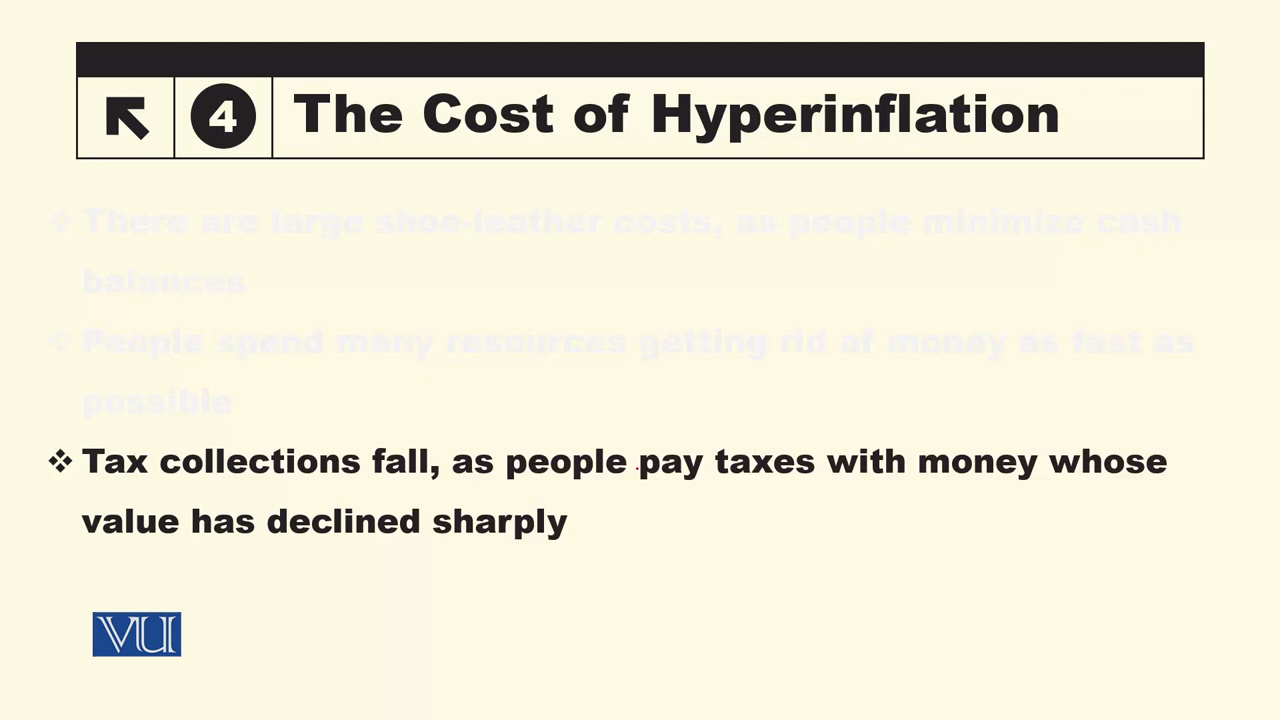 4 The Cost of Hyperinflation
❖ There are large shoe-leather costs, as people minimize cash
balances
❖ People spend many resources getting rid of money as fast as
possible
❖ Tax collections fall, as people pay taxes with money whose
value has declined sharply
VU